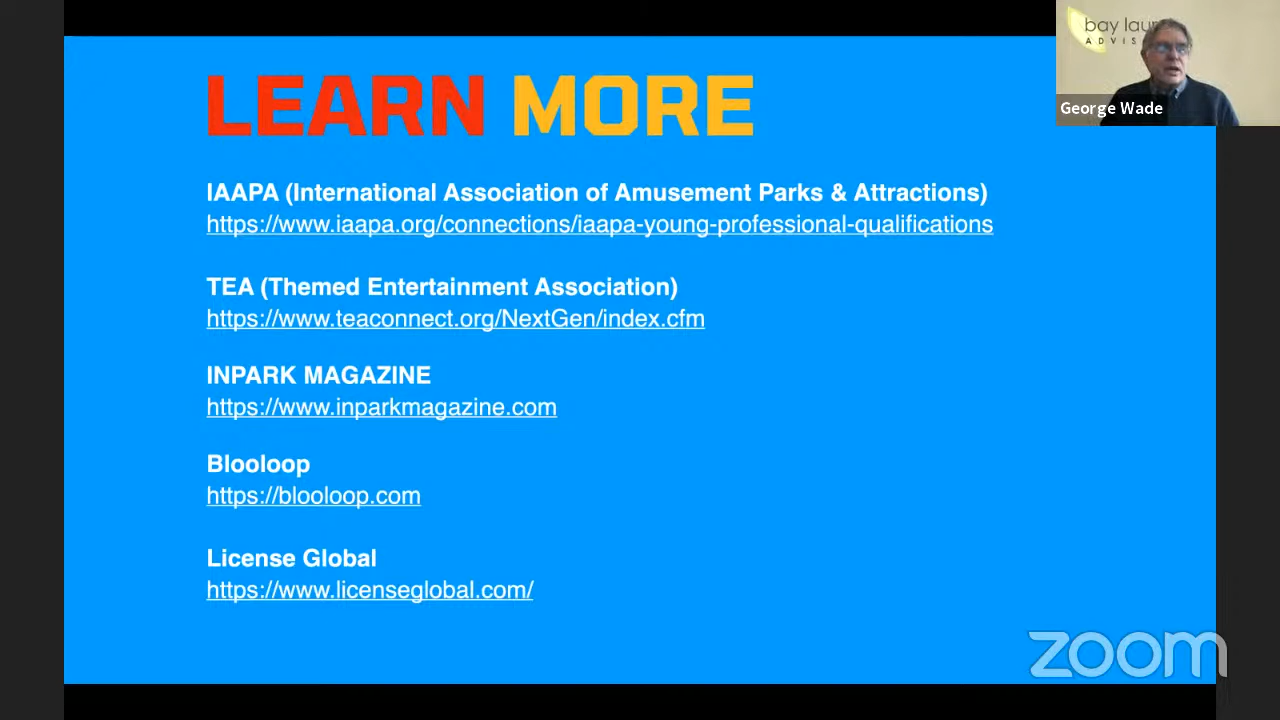 LEARN MORE
IAAPA (International Association of Amusement Parks & Attractions)
https://www.iaapa.org/connections/iaapa-young-professional-qualifications
TEA (Themed Entertainment Association)
https://www.teaconnect.org/NextGen/index.cfm
INPARK MAGAZINE
https://www.inparkmagazine.com
Blooloop
https://blooloop.com
License Global
https://www.licenseglobal.com/
bay laur
ADVIS
George Wade
zoom